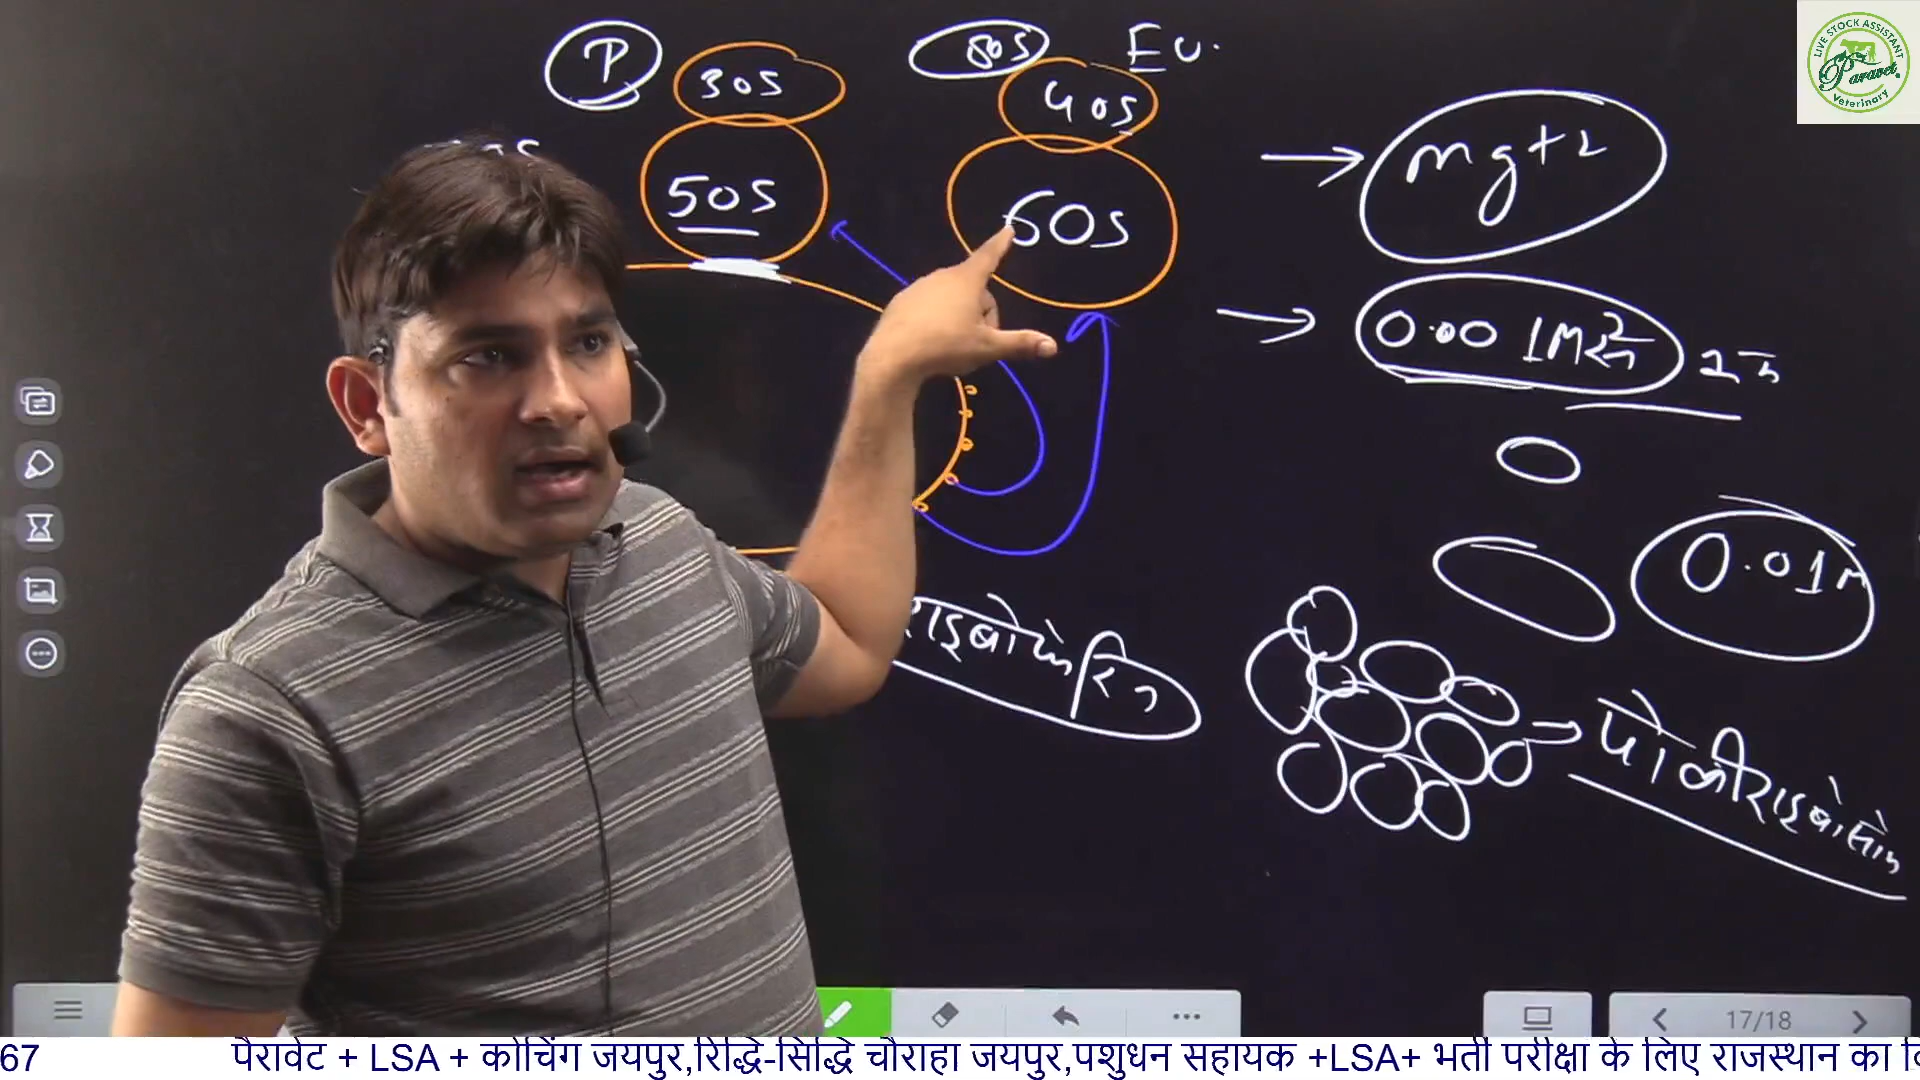 P
30S
80S
EU.
40S
50S
60S
mg+2
0.001M
0.01M
राइबोफोरिन
पोलीराइबोसोम
LIVE STOCK ASSISTANT
Paravet
Veterinary
17/18
67
पैरावेट + LSA + कोचिंग जयपुर,रिद्धि-सिद्धि चौराहा जयपुर,पशुधन सहायक +LSA+ भर्ती परीक्षा के लिए राजस्थान का